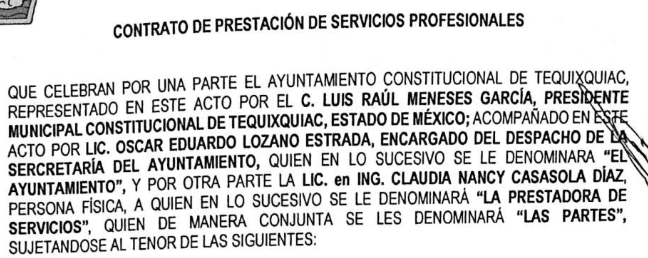 CONTRATO DE PRESTACIÓN DE SERVICIOS PROFESIONALES
QUE CELEBRAN POR UNA PARTE EL AYUNTAMIENTO CONSTITUCIONAL DE TEQUIXQUIAC,
REPRESENTADO EN ESTE ACTO POR EL C. LUIS RAÚL MENESES GARCÍA, PRESIDENTE
MUNICIPAL CONSTITUCIONAL DE TEQUIXQUIAC, ESTADO DE MÉXICO; ACOMPAÑADO EN ESTE
ACTO POR LIC. OSCAR EDUARDO LOZANO ESTRADA, ENCARGADO DEL DESPACHO DE LA
SERCRETARÍA DEL AYUNTAMIENTO, QUIEN EN LO SUCESIVO SE LE DENOMINARA "EL
AYUNTAMIENTO", Y POR OTRA PARTE LA LIC. en ING. CLAUDIA NANCY CASASOLA DÍAZ,
PERSONA FÍSICA, A QUIEN EN LO SUCESIVO SE LE DENOMINARÁ "LA PRESTADORA DE
SERVICIOS", QUIEN DE MANERA CONJUNTA SE LES DENOMINARÁ "LAS PARTES",
SUJETANDOSE AL TENOR DE LAS SIGUIENTES: